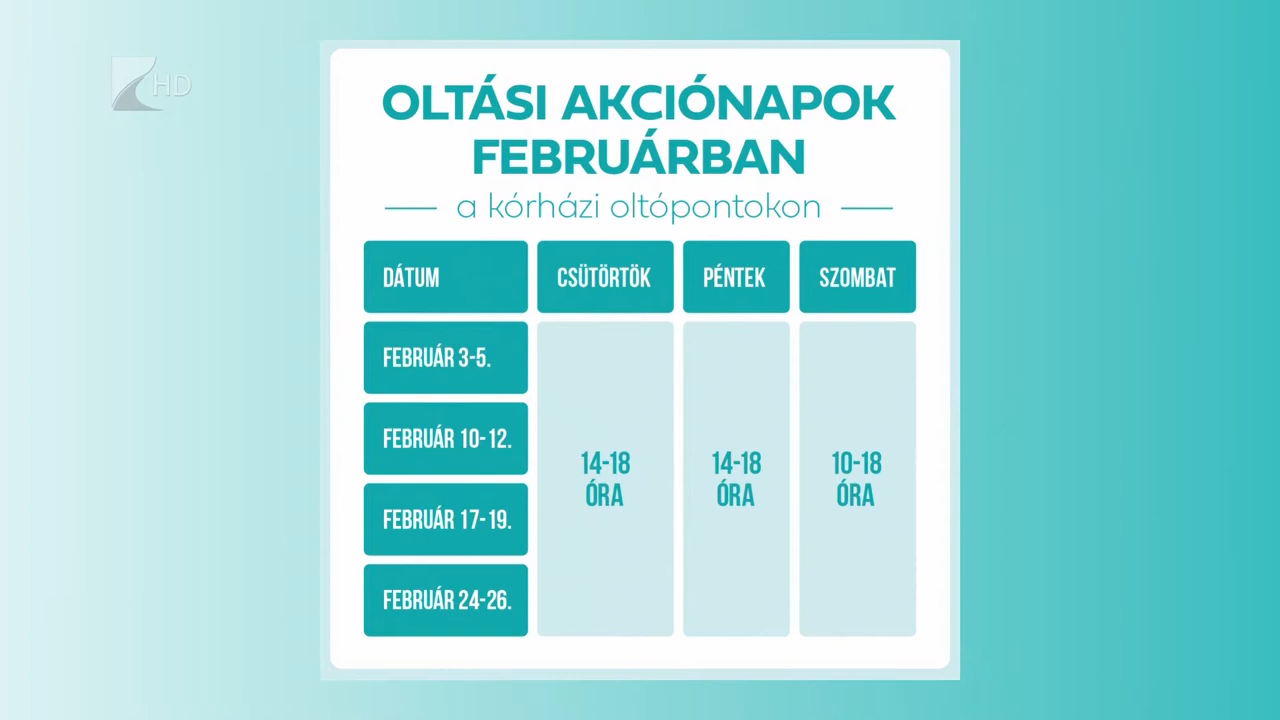 HD
OLTÁSI AKCIÓNAPOK
FEBRUÁRBAN
a kórházi oltópontokon
DÁTUM CSÜTÖRTÖK PÉNTEK SZOMBAT
FEBRUÁR 3-5.
FEBRUÁR 10-12.
14-18 14-18 10-18
ÓRA ÓRA ÓRA
FEBRUÁR 17-19.
FEBRUÁR 24-26.